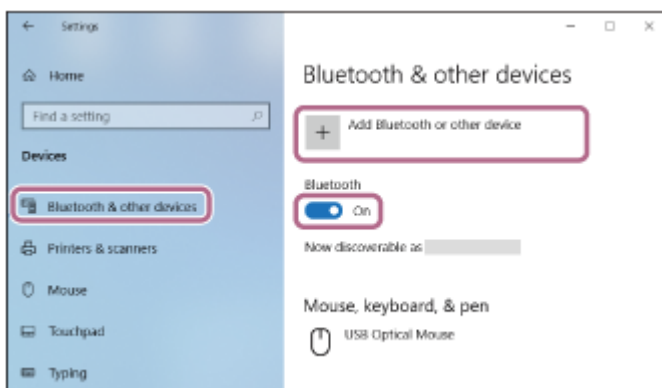 Settings
Home
Find a setting
Devices
Bluetooth & other devices
Printers & scanners
Mouse
Touchpad
Typing
Bluetooth & other devices
Add Bluetooth or other device
Bluetooth
On
Now discoverable as
Mouse, keyboard, & pen
USB Optical Mouse